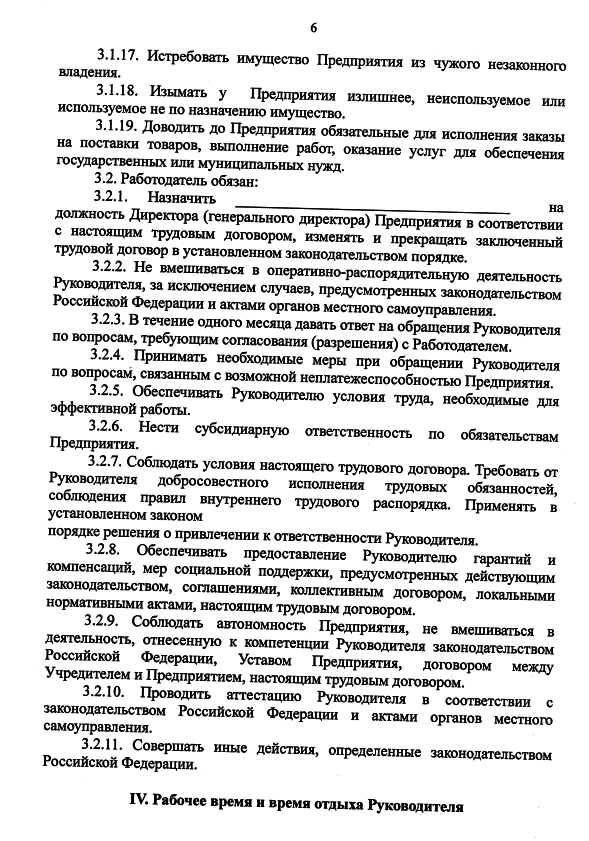 6
3.1.17. Истребовать имущество Предприятия из чужого незаконного
владения.
3.1.18. Изымать у Предприятия излишнее, неиспользуемое или
используемое не по назначению имущество.
3.1.19. Доводить до Предприятия обязательные для исполнения заказы
на поставки товаров, выполнение работ, оказание услуг для обеспечения
государственных или муниципальных нужд.
3.2. Работодатель обязан:
3.2.1. Назначить ______________________________ на
должность Директора (генерального директора) Предприятия в соответствии
с настоящим трудовым договором, изменять и прекращать заключенный
трудовой договор в установленном законодательством порядке.
3.2.2. Не вмешиваться в оперативно-распорядительную деятельность
Руководителя, за исключением случаев, предусмотренных законодательством
Российской Федерации и актами органов местного самоуправления.
3.2.3. В течение одного месяца давать ответ на обращения Руководителя
по вопросам, требующим согласования (разрешения) с Работодателем.
3.2.4. Принимать необходимые меры при обращении Руководителя
по вопросам, связанным с возможной неплатежеспособностью Предприятия.
3.2.5. Обеспечивать Руководителю условия труда, необходимые для
эффективной работы.
3.2.6. Нести субсидиарную ответственность по обязательствам
Предприятия.
3.2.7. Соблюдать условия настоящего трудового договора. Требовать от
Руководителя добросовестного исполнения трудовых обязанностей,
соблюдения правил внутреннего трудового распорядка. Применять в
установленном законом
порядке решения о привлечении к ответственности Руководителя.
3.2.8. Обеспечивать предоставление Руководителю гарантий и
компенсаций, мер социальной поддержки, предусмотренных действующим
законодательством, соглашениями, коллективным договором, локальными
нормативными актами, настоящим трудовым договором.
3.2.9. Соблюдать автономность Предприятия, не вмешиваться в
деятельность, отнесенную к компетенции Руководителя законодательством
Российской Федерации, Уставом Предприятия, договором между
Учредителем и Предприятием, настоящим трудовым договором.
3.2.10. Проводить аттестацию Руководителя в соответствии с
законодательством Российской Федерации и актами органов местного
самоуправления.
3.2.11. Совершать иные действия, определенные законодательством
Российской Федерации.
IV. Рабочее время и время отдыха Руководителя